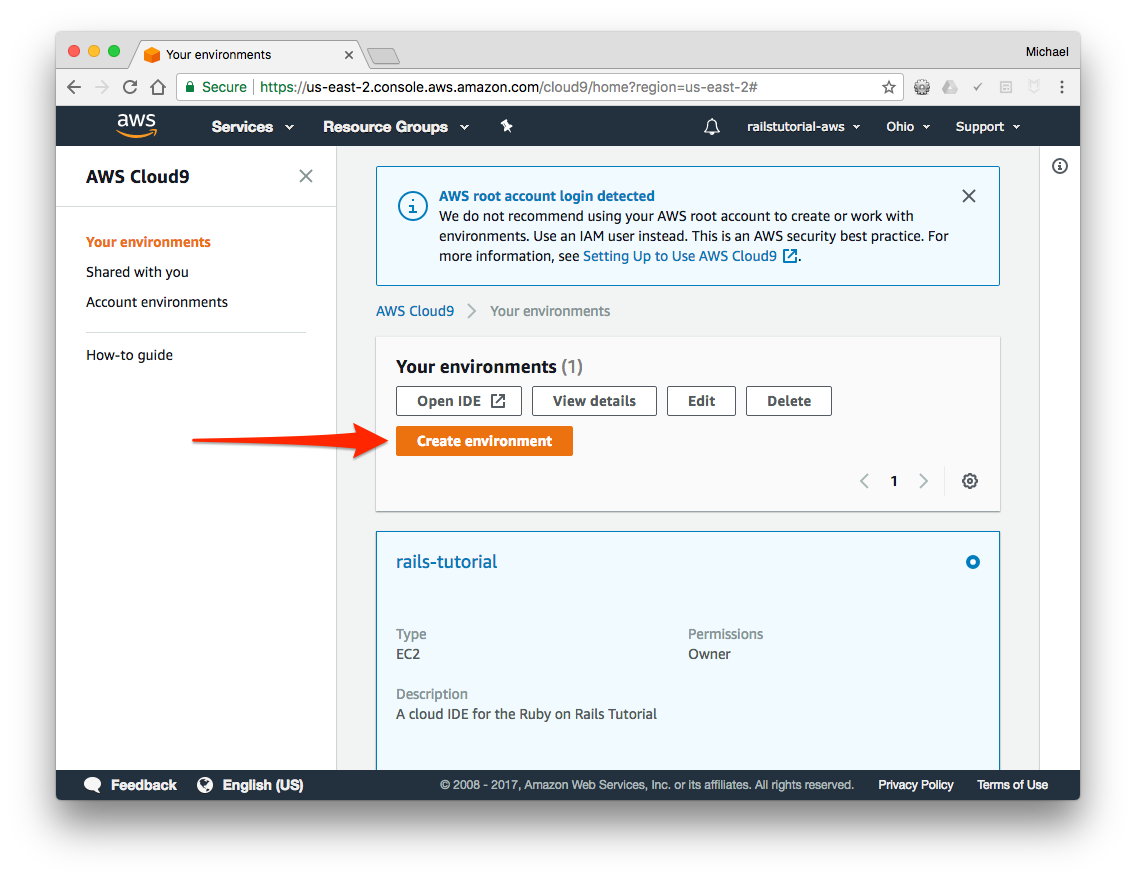 Your environments
Michael
Secure https://us-east-2.console.aws.amazon.com/cloud9/home?region=us-east-2#
aws Services Resource Groups railstutorial-aws Ohio Support
AWS Cloud9
Your environments
Shared with you
Account environments
How-to guide
AWS root account login detected
We do not recommend using your AWS root account to create or work with
environments. Use an IAM user instead. This is an AWS security best practice. For
more information, see Setting Up to Use AWS Cloud9.
AWS Cloud9 Your environments
Your environments (1)
Open IDE View details Edit Delete
Create environment
1
rails-tutorial
Type Permissions
EC2 Owner
Description
A cloud IDE for the Ruby on Rails Tutorial
Feedback English (US) © 2008 - 2017, Amazon Web Services, Inc. or its affiliates. All rights reserved. Privacy Policy Terms of Use